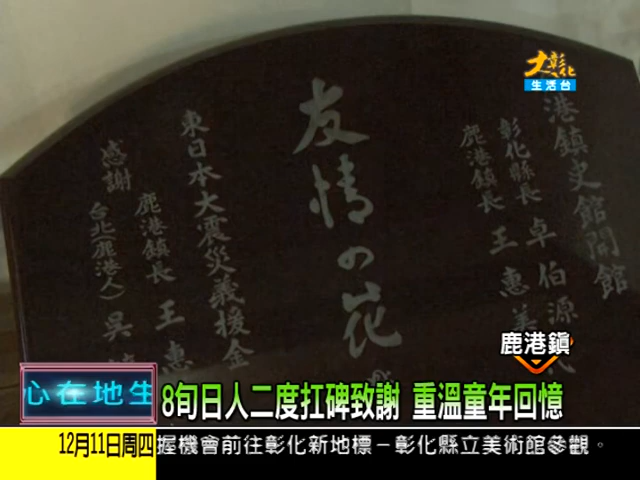 大彰化
生活台
港鎮史館開館
彰化縣長 卓伯源
鹿港鎮長 王惠美
友情の花
東日本大震災義援金
鹿港鎮長 王惠
感謝
台北(鹿港人) 吳
鹿港鎮
心在地生
8旬日人二度扛碑致謝 重溫童年回憶
12月11日周四
握機會前往彰化新地標－彰化縣立美術館參觀。